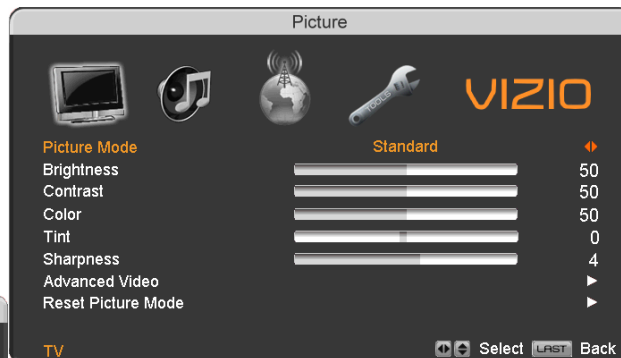 Picture
TOOLS
VIZIO
Picture Mode Standard
Brightness 50
Contrast 50
Color 50
Tint 0
Sharpness 4
Advanced Video
Reset Picture Mode
TV Select LAST Back